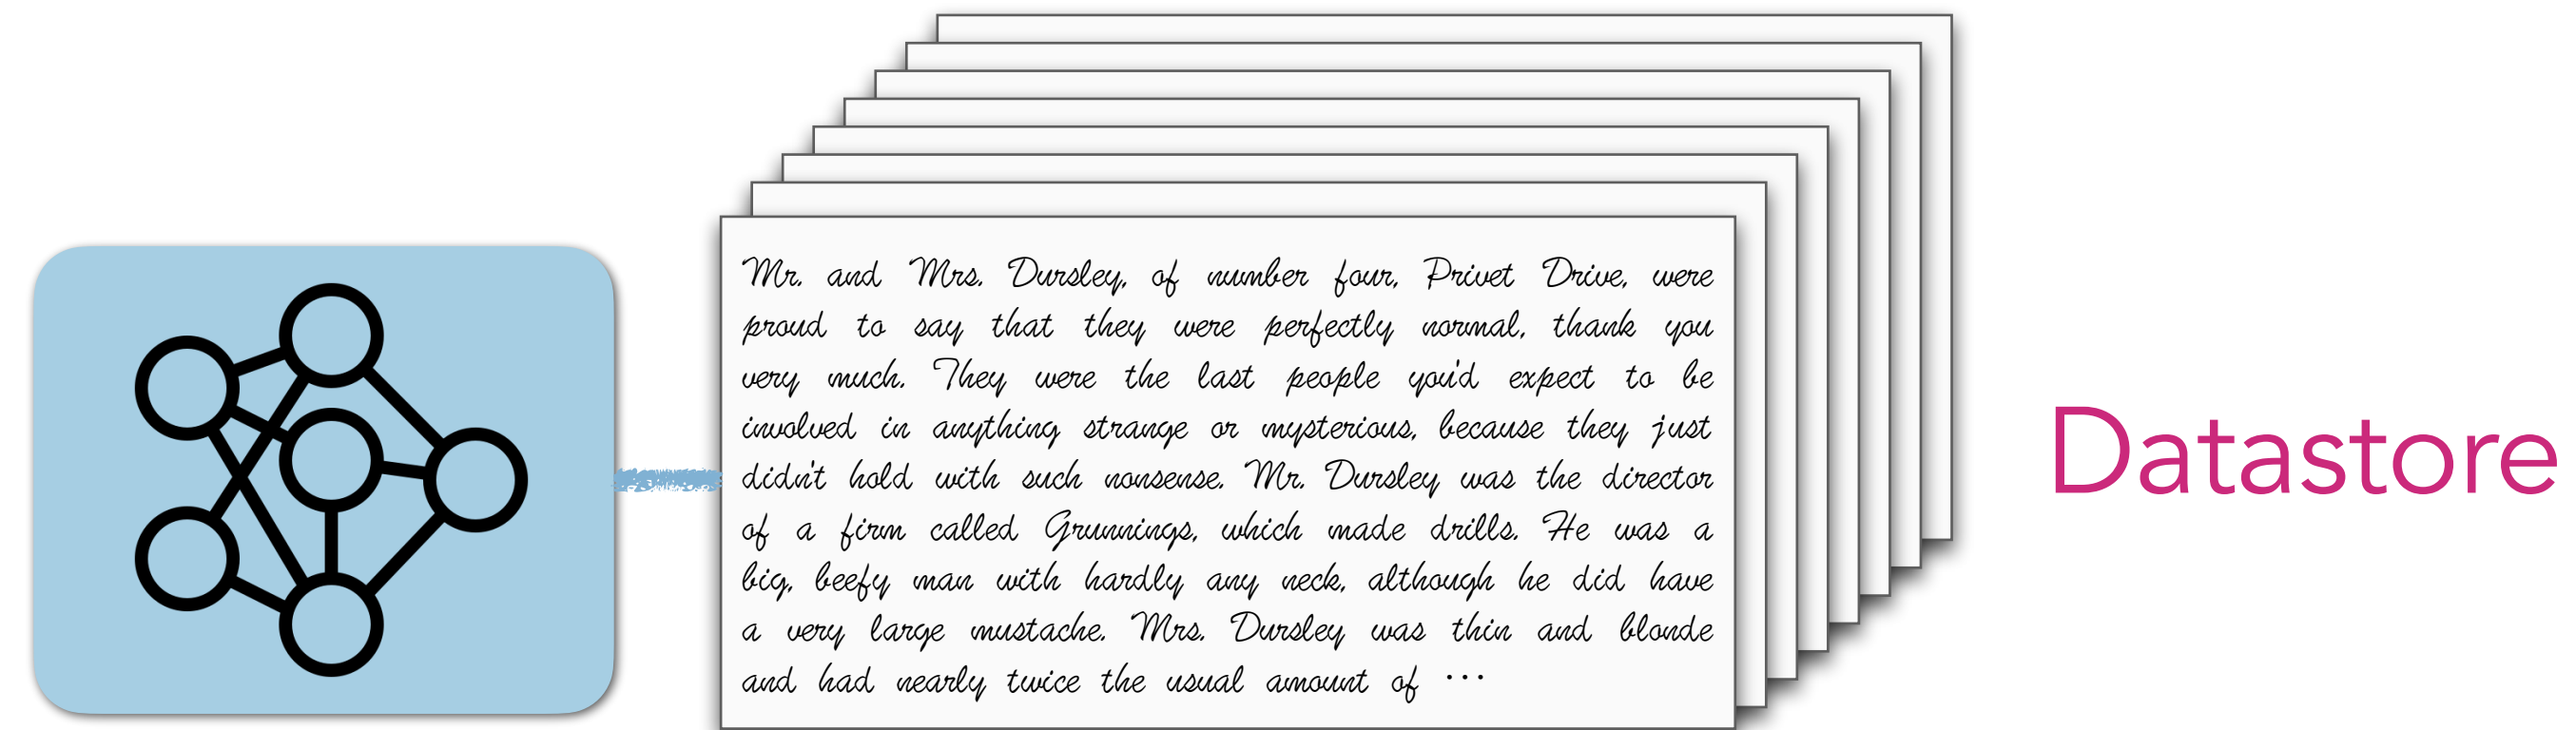 Mr. and Mrs. Dursley, of number four, Privet Drive, were
proud to say that they were perfectly normal, thank you
very much. They were the last people you'd expect to be
involved in anything strange or mysterious, because they just
didn't hold with such nonsense. Mr. Dursley was the director
of a firm called Grunnings, which made drills. He was a
big, beefy man with hardly any neck, although he did have
a very large mustache. Mrs. Dursley was thin and blonde
and had nearly twice the usual amount of ...
Datastore